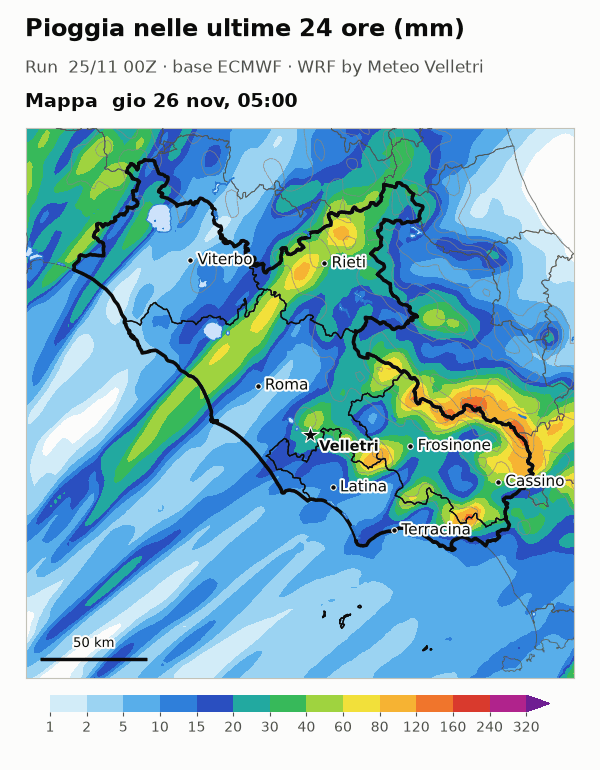 Pioggia nelle ultime 24 ore (mm)
Run  25/11 00Z · base ECMWF · WRF by Meteo Velletri
Mappa  gio 26 nov, 05:00
Viterbo
Rieti
Roma
Velletri
Frosinone
Latina
Cassino
Terracina
50 km
1 2 5 10 15 20 30 40 60 80 120 160 240 320